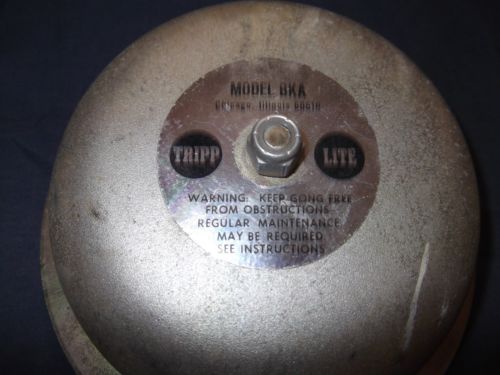 MODEL BKA
Chicago, Illinois 60610
TRIPP LITE
WARNING: KEEP GONG FREE
FROM OBSTRUCTIONS
REGULAR MAINTENANCE
MAY BE REQUIRED
SEE INSTRUCTIONS